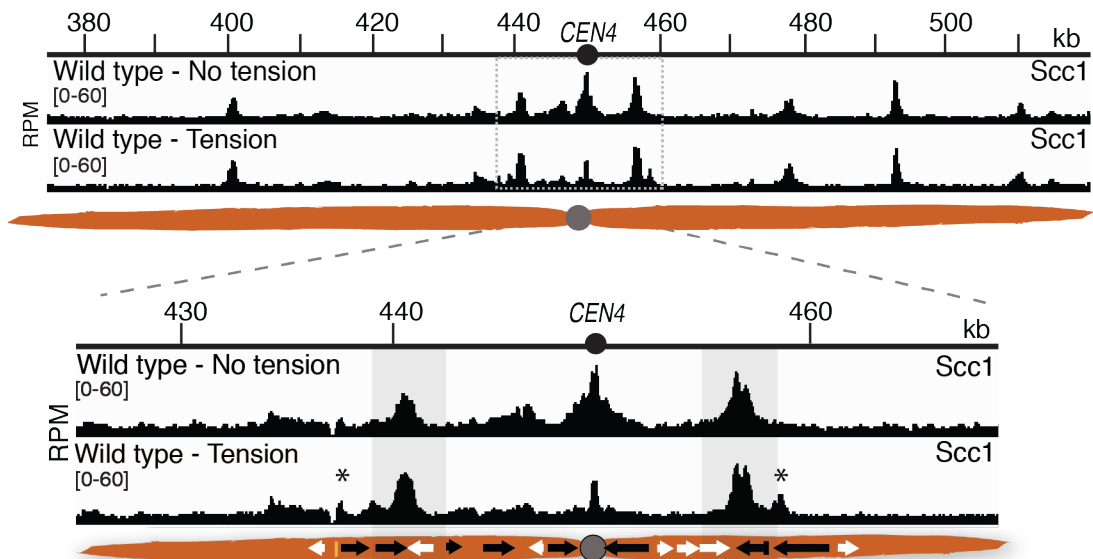 380 400 420 440 CEN4 460 480 500 kb
Wild type - No tension Scc1
[0-60]
RPM
Wild type - Tension Scc1
[0-60]
430 440 CEN4 460 kb
Wild type - No tension Scc1
[0-60]
RPM
Wild type - Tension Scc1
[0-60] * *